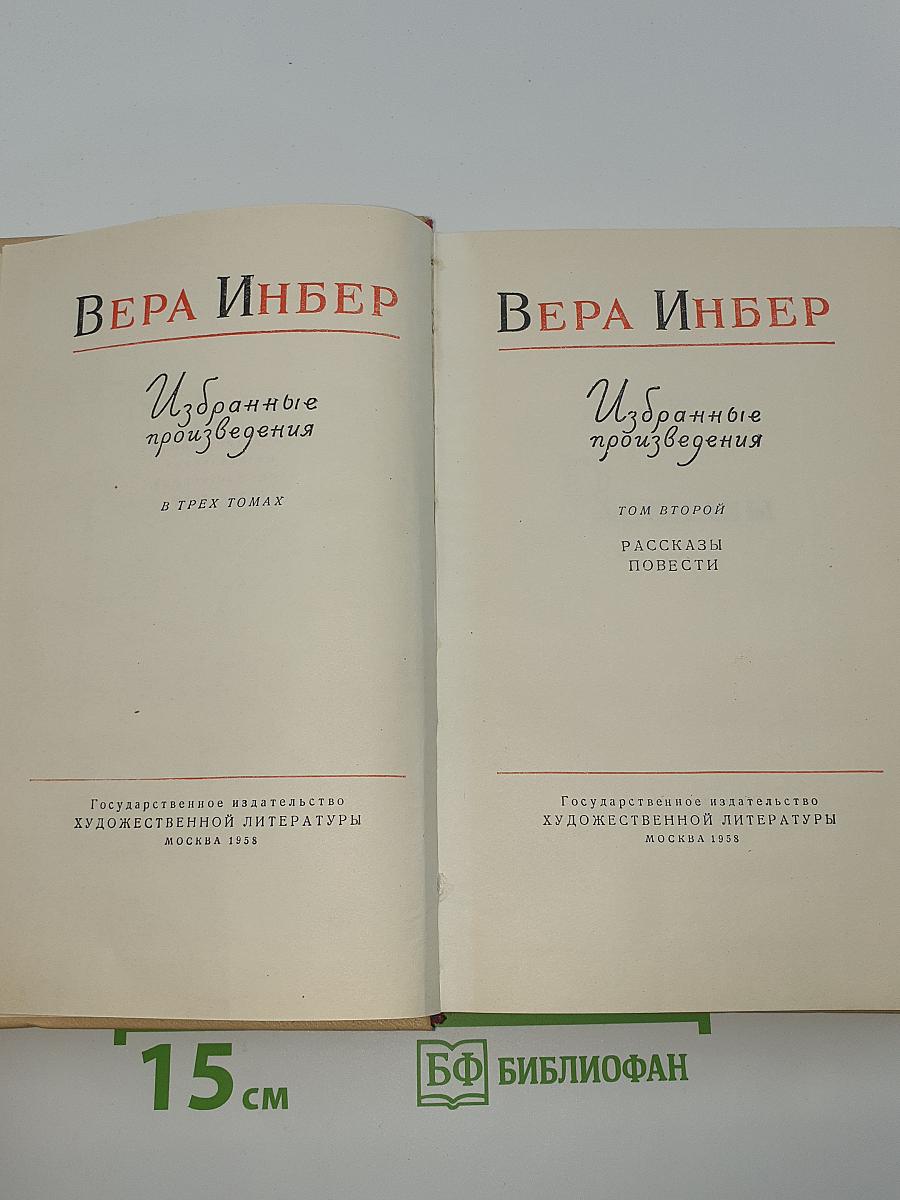 ВЕРА ИНБЕР
Избранные
произведения
В ТРЕХ ТОМАХ
Государственное издательство
ХУДОЖЕСТВЕННОЙ ЛИТЕРАТУРЫ
МОСКВА 1958
ВЕРА ИНБЕР
Избранные
произведения
ТОМ ВТОРОЙ
РАССКАЗЫ
ПОВЕСТИ
Государственное издательство
ХУДОЖЕСТВЕННОЙ ЛИТЕРАТУРЫ
МОСКВА 1958
15 см
БФ БИБЛИОФАН